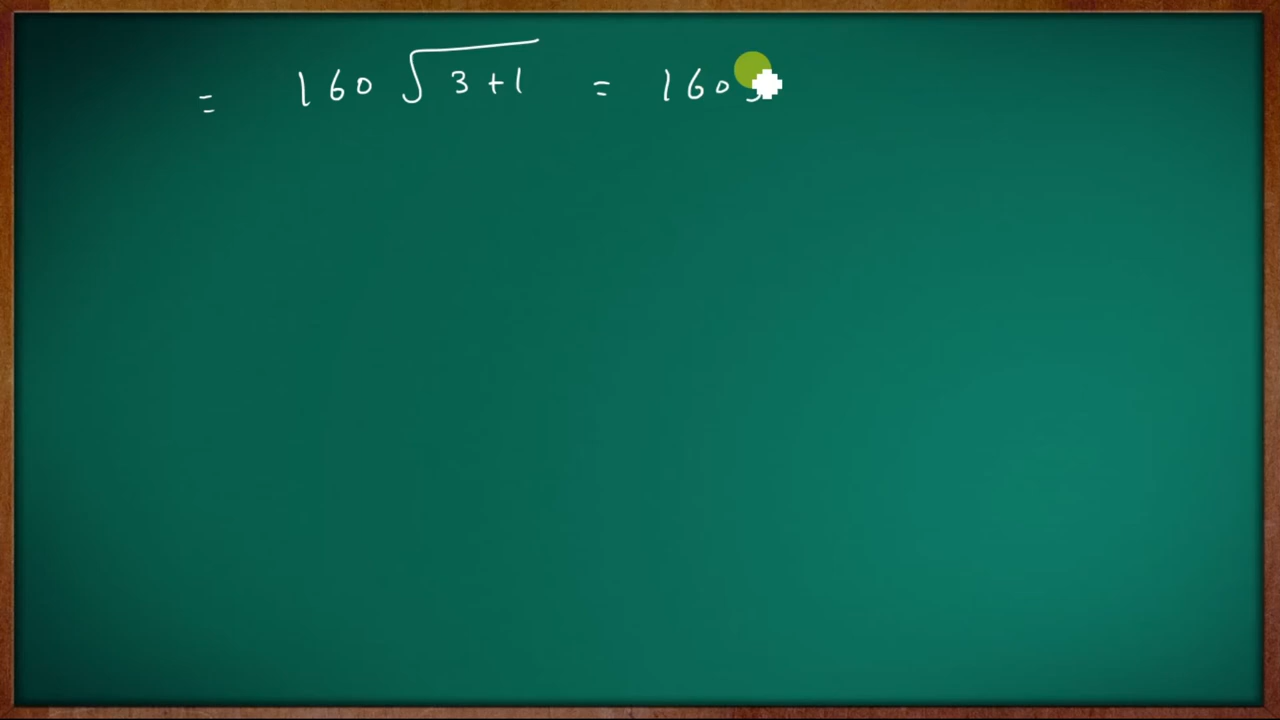 = 160 √(3+1) = 160